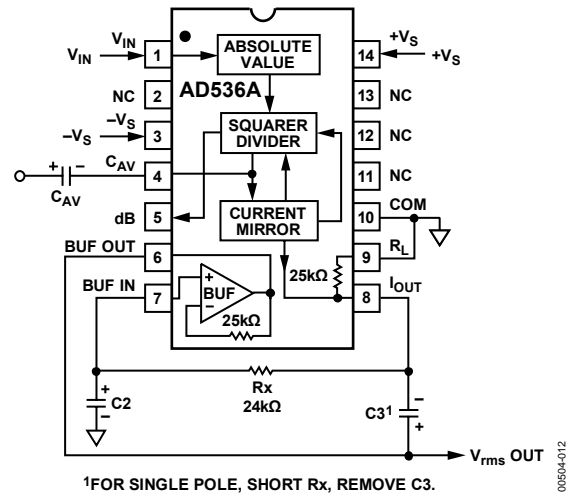 V_IN
V_IN
1
ABSOLUTE
VALUE
14
+V_S
+V_S
NC
2
AD536A
13
NC
–V_S
–V_S
3
SQUARER
DIVIDER
12
NC
+ –
C_AV
C_AV
4
11
NC
dB
5
CURRENT
MIRROR
10
COM
BUF OUT
6
25kΩ
9
R_L
BUF IN
7
+
BUF
–
25kΩ
8
I_OUT
Rx
24kΩ
+
C2
–
–
C3¹
+
V_rms OUT
¹FOR SINGLE POLE, SHORT Rx, REMOVE C3.
00504-012